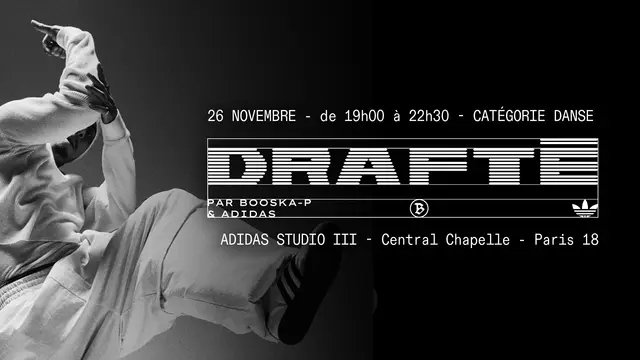 26 NOVEMBRE - de 19h00 à 22h30 - CATÉGORIE DANSE
DRAFTÉ
PAR BOOSKA-P
& ADIDAS
B
ADIDAS STUDIO III - Central Chapelle - Paris 18